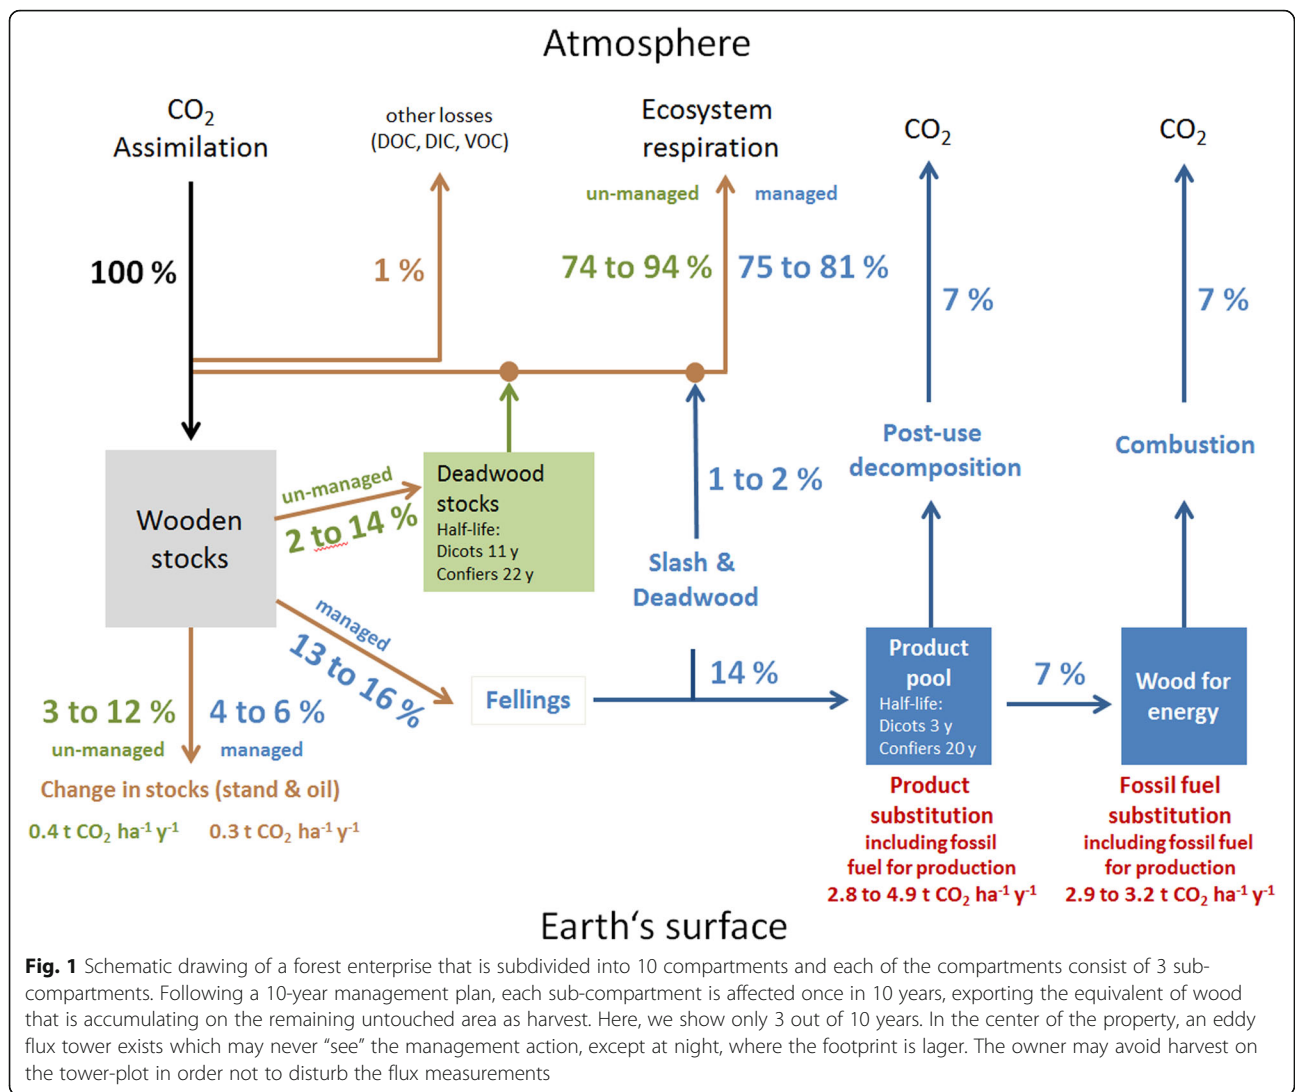 Atmosphere
CO2
Assimilation
other losses
(DOC, DIC, VOC)
Ecosystem
respiration
CO2
CO2
un-managed
managed
100 %
1 %
74 to 94 %
75 to 81 %
7 %
7 %
Post-use
decomposition
Combustion
Wooden
stocks
un-managed
2 to 14 %
Deadwood
stocks
Half-life:
Dicots 11 y
Confiers 22 y
1 to 2 %
Slash &
Deadwood
managed
13 to 16 %
Fellings
14 %
Product
pool
Half-life:
Dicots 3 y
Confiers 20 y
7 %
Wood for
energy
3 to 12 %
un-managed
4 to 6 %
managed
Change in stocks (stand & oil)
0.4 t CO2 ha-1 y-1
0.3 t CO2 ha-1 y-1
Product
substitution
including fossil
fuel for production
2.8 to 4.9 t CO2 ha-1 y-1
Fossil fuel
substitution
including fossil fuel
for production
2.9 to 3.2 t CO2 ha-1 y-1
Earth‘s surface
Fig. 1 Schematic drawing of a forest enterprise that is subdivided into 10 compartments and each of the compartments consist of 3 sub-
compartments. Following a 10-year management plan, each sub-compartment is affected once in 10 years, exporting the equivalent of wood
that is accumulating on the remaining untouched area as harvest. Here, we show only 3 out of 10 years. In the center of the property, an eddy
flux tower exists which may never “see” the management action, except at night, where the footprint is lager. The owner may avoid harvest on
the tower-plot in order not to disturb the flux measurements